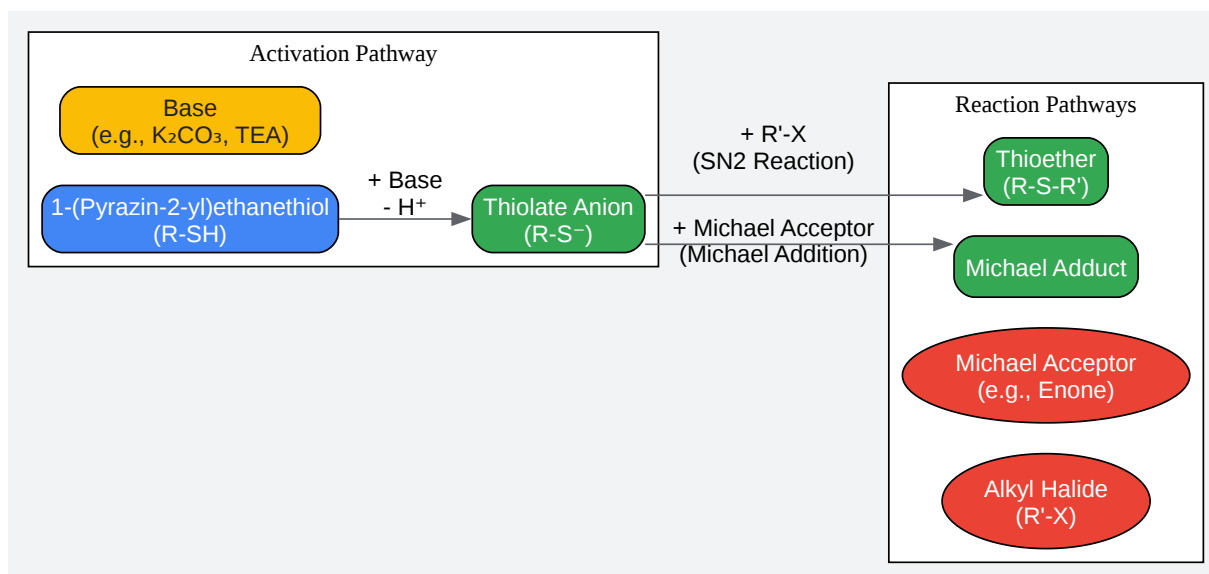 Activation Pathway
Base
(e.g., K₂CO₃, TEA)
1-(Pyrazin-2-yl)ethanethiol
(R-SH)
+ Base
- H⁺
Thiolate Anion
(R-S⁻)
+ R'-X
(SN2 Reaction)
+ Michael Acceptor
(Michael Addition)
Reaction Pathways
Thioether
(R-S-R')
Michael Adduct
Michael Acceptor
(e.g., Enone)
Alkyl Halide
(R'-X)